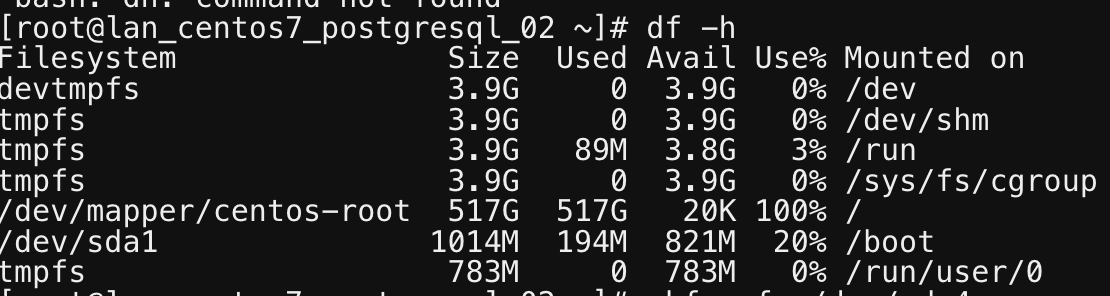 bash: dh: command not found
[root@lan_centos7_postgresql_02 ~]# df -h
Filesystem Size Used Avail Use% Mounted on
devtmpfs 3.9G 0 3.9G 0% /dev
tmpfs 3.9G 0 3.9G 0% /dev/shm
tmpfs 3.9G 89M 3.8G 3% /run
tmpfs 3.9G 0 3.9G 0% /sys/fs/cgroup
/dev/mapper/centos-root 517G 517G 20K 100% /
/dev/sda1 1014M 194M 821M 20% /boot
tmpfs 783M 0 783M 0% /run/user/0
[root@lan_centos7_postgresql_02 ~]#